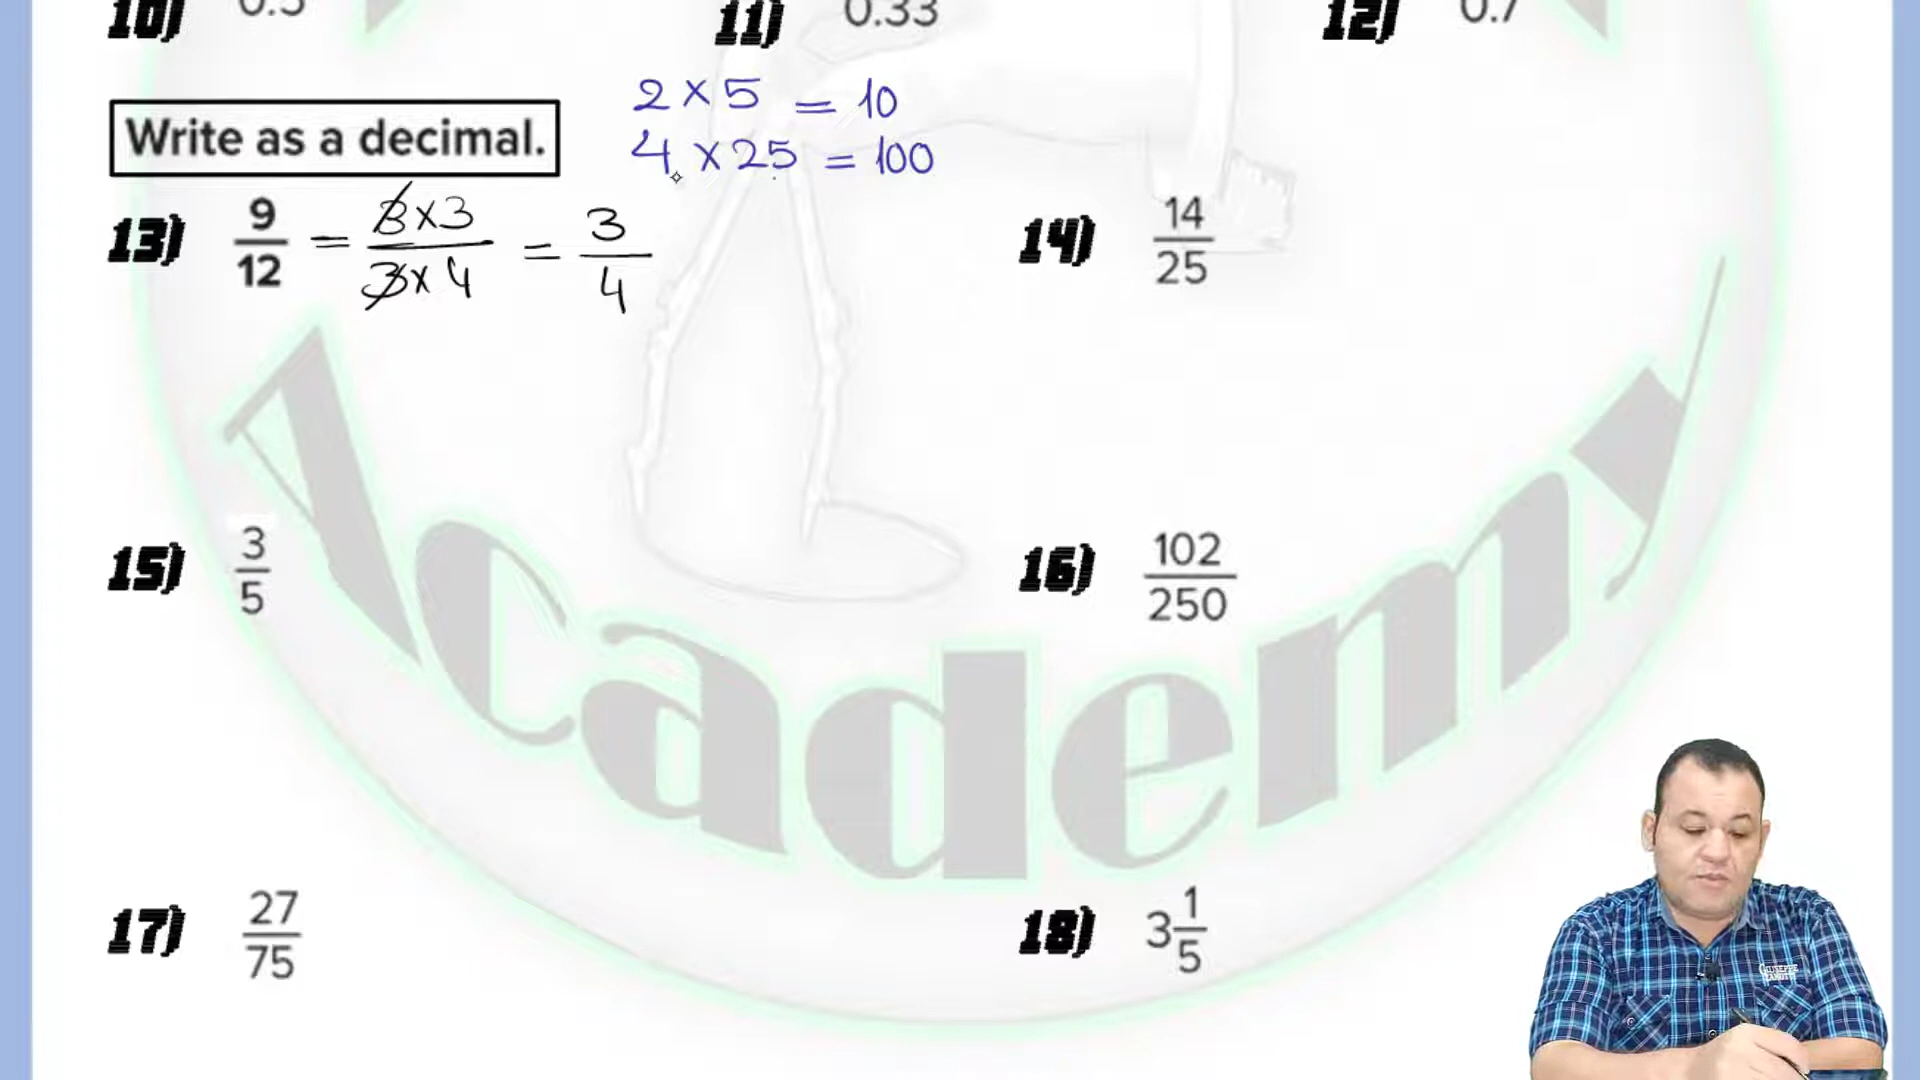 10) 0.5 11) 0.33 12) 0.7
2 × 5 = 10
Write as a decimal.
4 × 25 = 100
13) 9/12 = 3×3/3×4 = 3/4 14) 14/25
15) 3/5 16) 102/250
17) 27/75 18) 3 1/5
Academy
GIUSEPPE